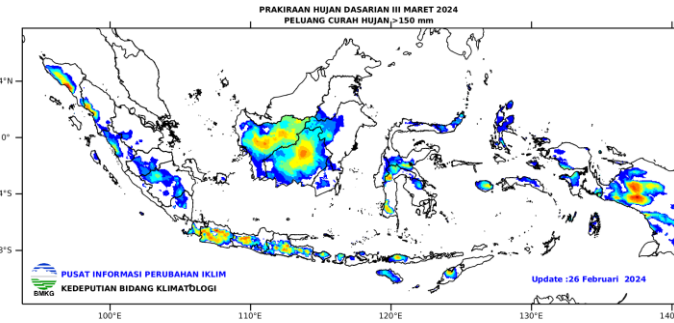 PRAKIRAAN HUJAN DASARIAN III MARET 2024
PELUANG CURAH HUJAN >150 mm
4°N
0°
4°S
8°S
BMKG
PUSAT INFORMASI PERUBAHAN IKLIM
KEDEPUTIAN BIDANG KLIMATOLOGI
Update :26 Februari 2024
100°E
110°E
120°E
130°E